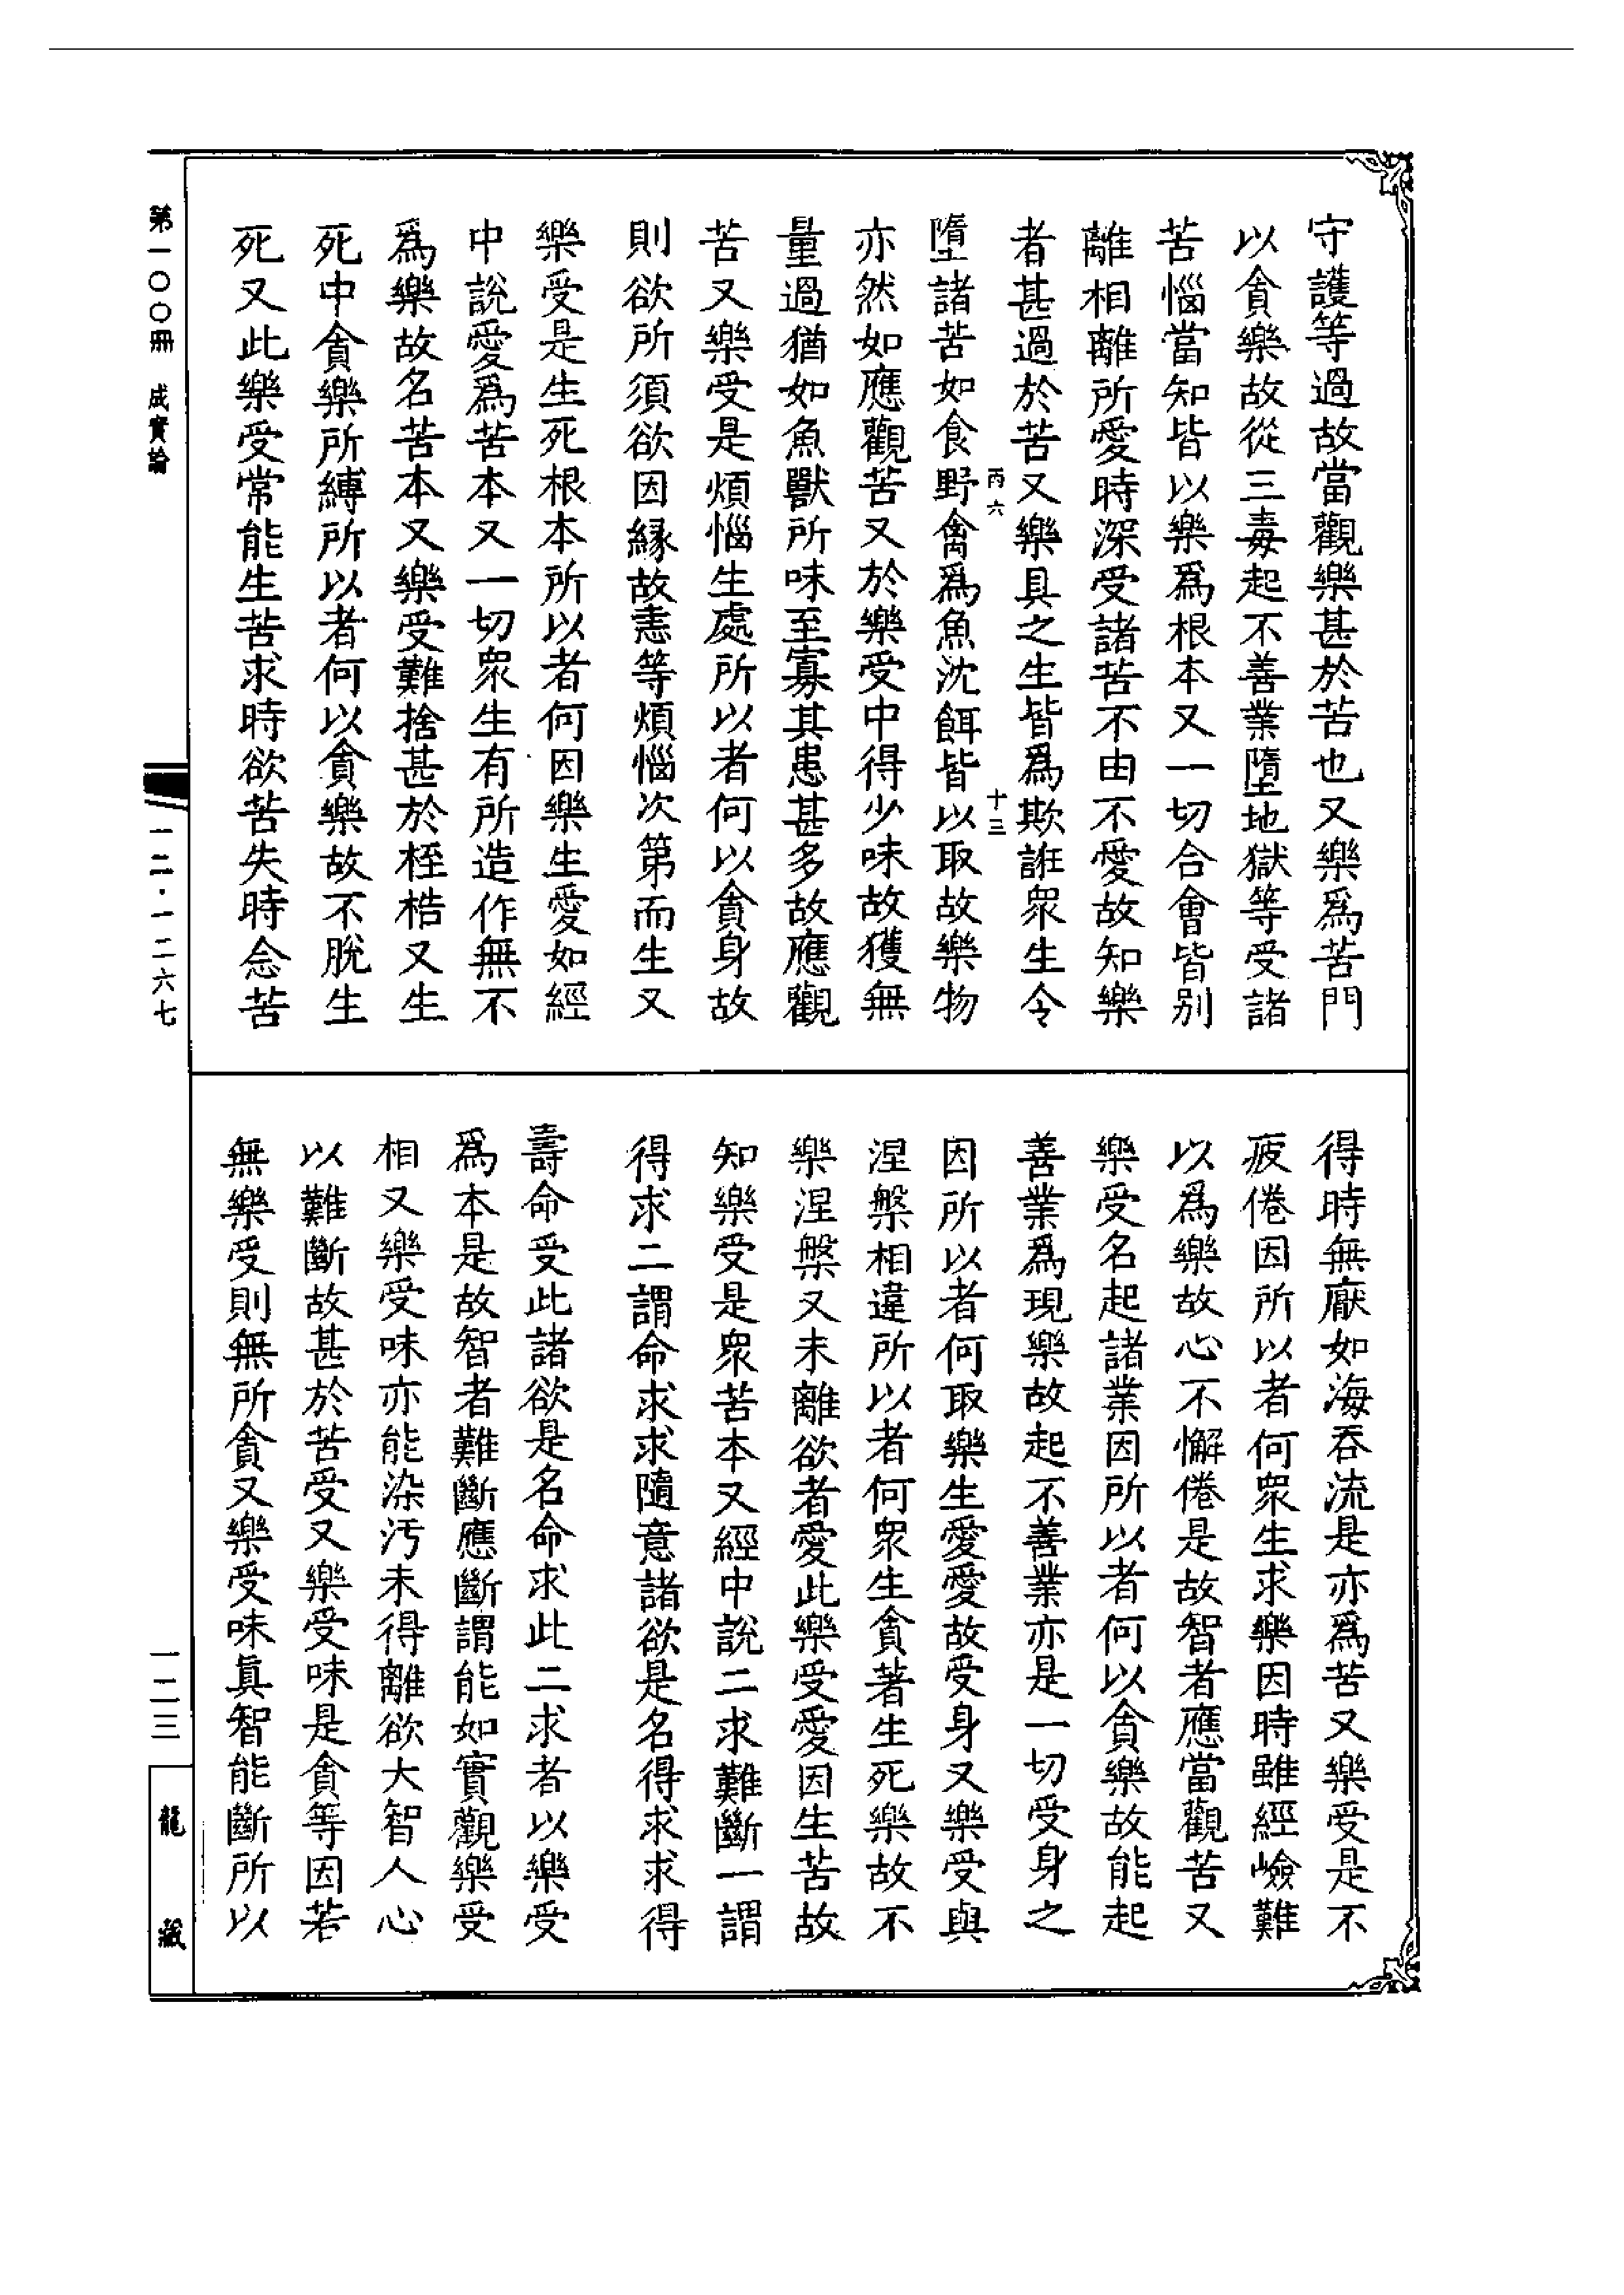 守護等過故當觀樂甚於苦也又樂爲苦門
以貪樂故從三毒起不善業墮地獄等受諸
苦惱當知皆以樂爲根本又一切合會皆别
離相離所愛時深受諸苦不由不愛故知樂
者甚過於苦又樂具之生皆爲欺誑衆生令
丙六 十三
墮諸苦如食野禽爲魚沈餌皆以取故樂物
亦然如應觀苦又於樂受中得少味故獲無
量過猶如魚獸所味至寡其患甚多故應觀
苦又樂受是煩惱生處所以者何以貪身故
則欲所須欲因緣故恚等煩惱次第而生又
樂受是生死根本所以者何因樂生愛如經
中說愛爲苦本又一切衆生有所造作無不
爲樂故名苦本又樂受難捨甚於桎梏又生
死中貪樂所縛所以者何以貪樂故不脫生
死又此樂受常能生苦求時欲苦失時念苦
得時無厭如海吞流是亦爲苦又樂受是不
疲倦因所以者何衆生求樂因時雖經嶮難
以爲樂故心不懈倦是故智者應當觀苦又
樂受名起諸業因所以者何以貪樂故能起
善業爲現樂故起不善業亦是一切受身之
因所以者何取樂生愛愛故受身又樂受與
涅槃相違所以者何衆生貪著生死樂故不
樂涅槃又未離欲者愛此樂受愛因生苦故
知樂受是衆苦本又經中說二求難斷一謂
得求二謂命求求隨意諸欲是名得求求得
壽命受此諸欲是名命求此二求者以樂受
爲本是故智者難斷應斷謂能如實觀樂受
相又樂受味亦能染汚未得離欲大智人心
以難斷故甚於苦受又樂受味是貪等因若
無樂受則無所貪又樂受味眞智能斷所以
第一〇〇冊 成實論
一二·一二六七
一二三
龍藏